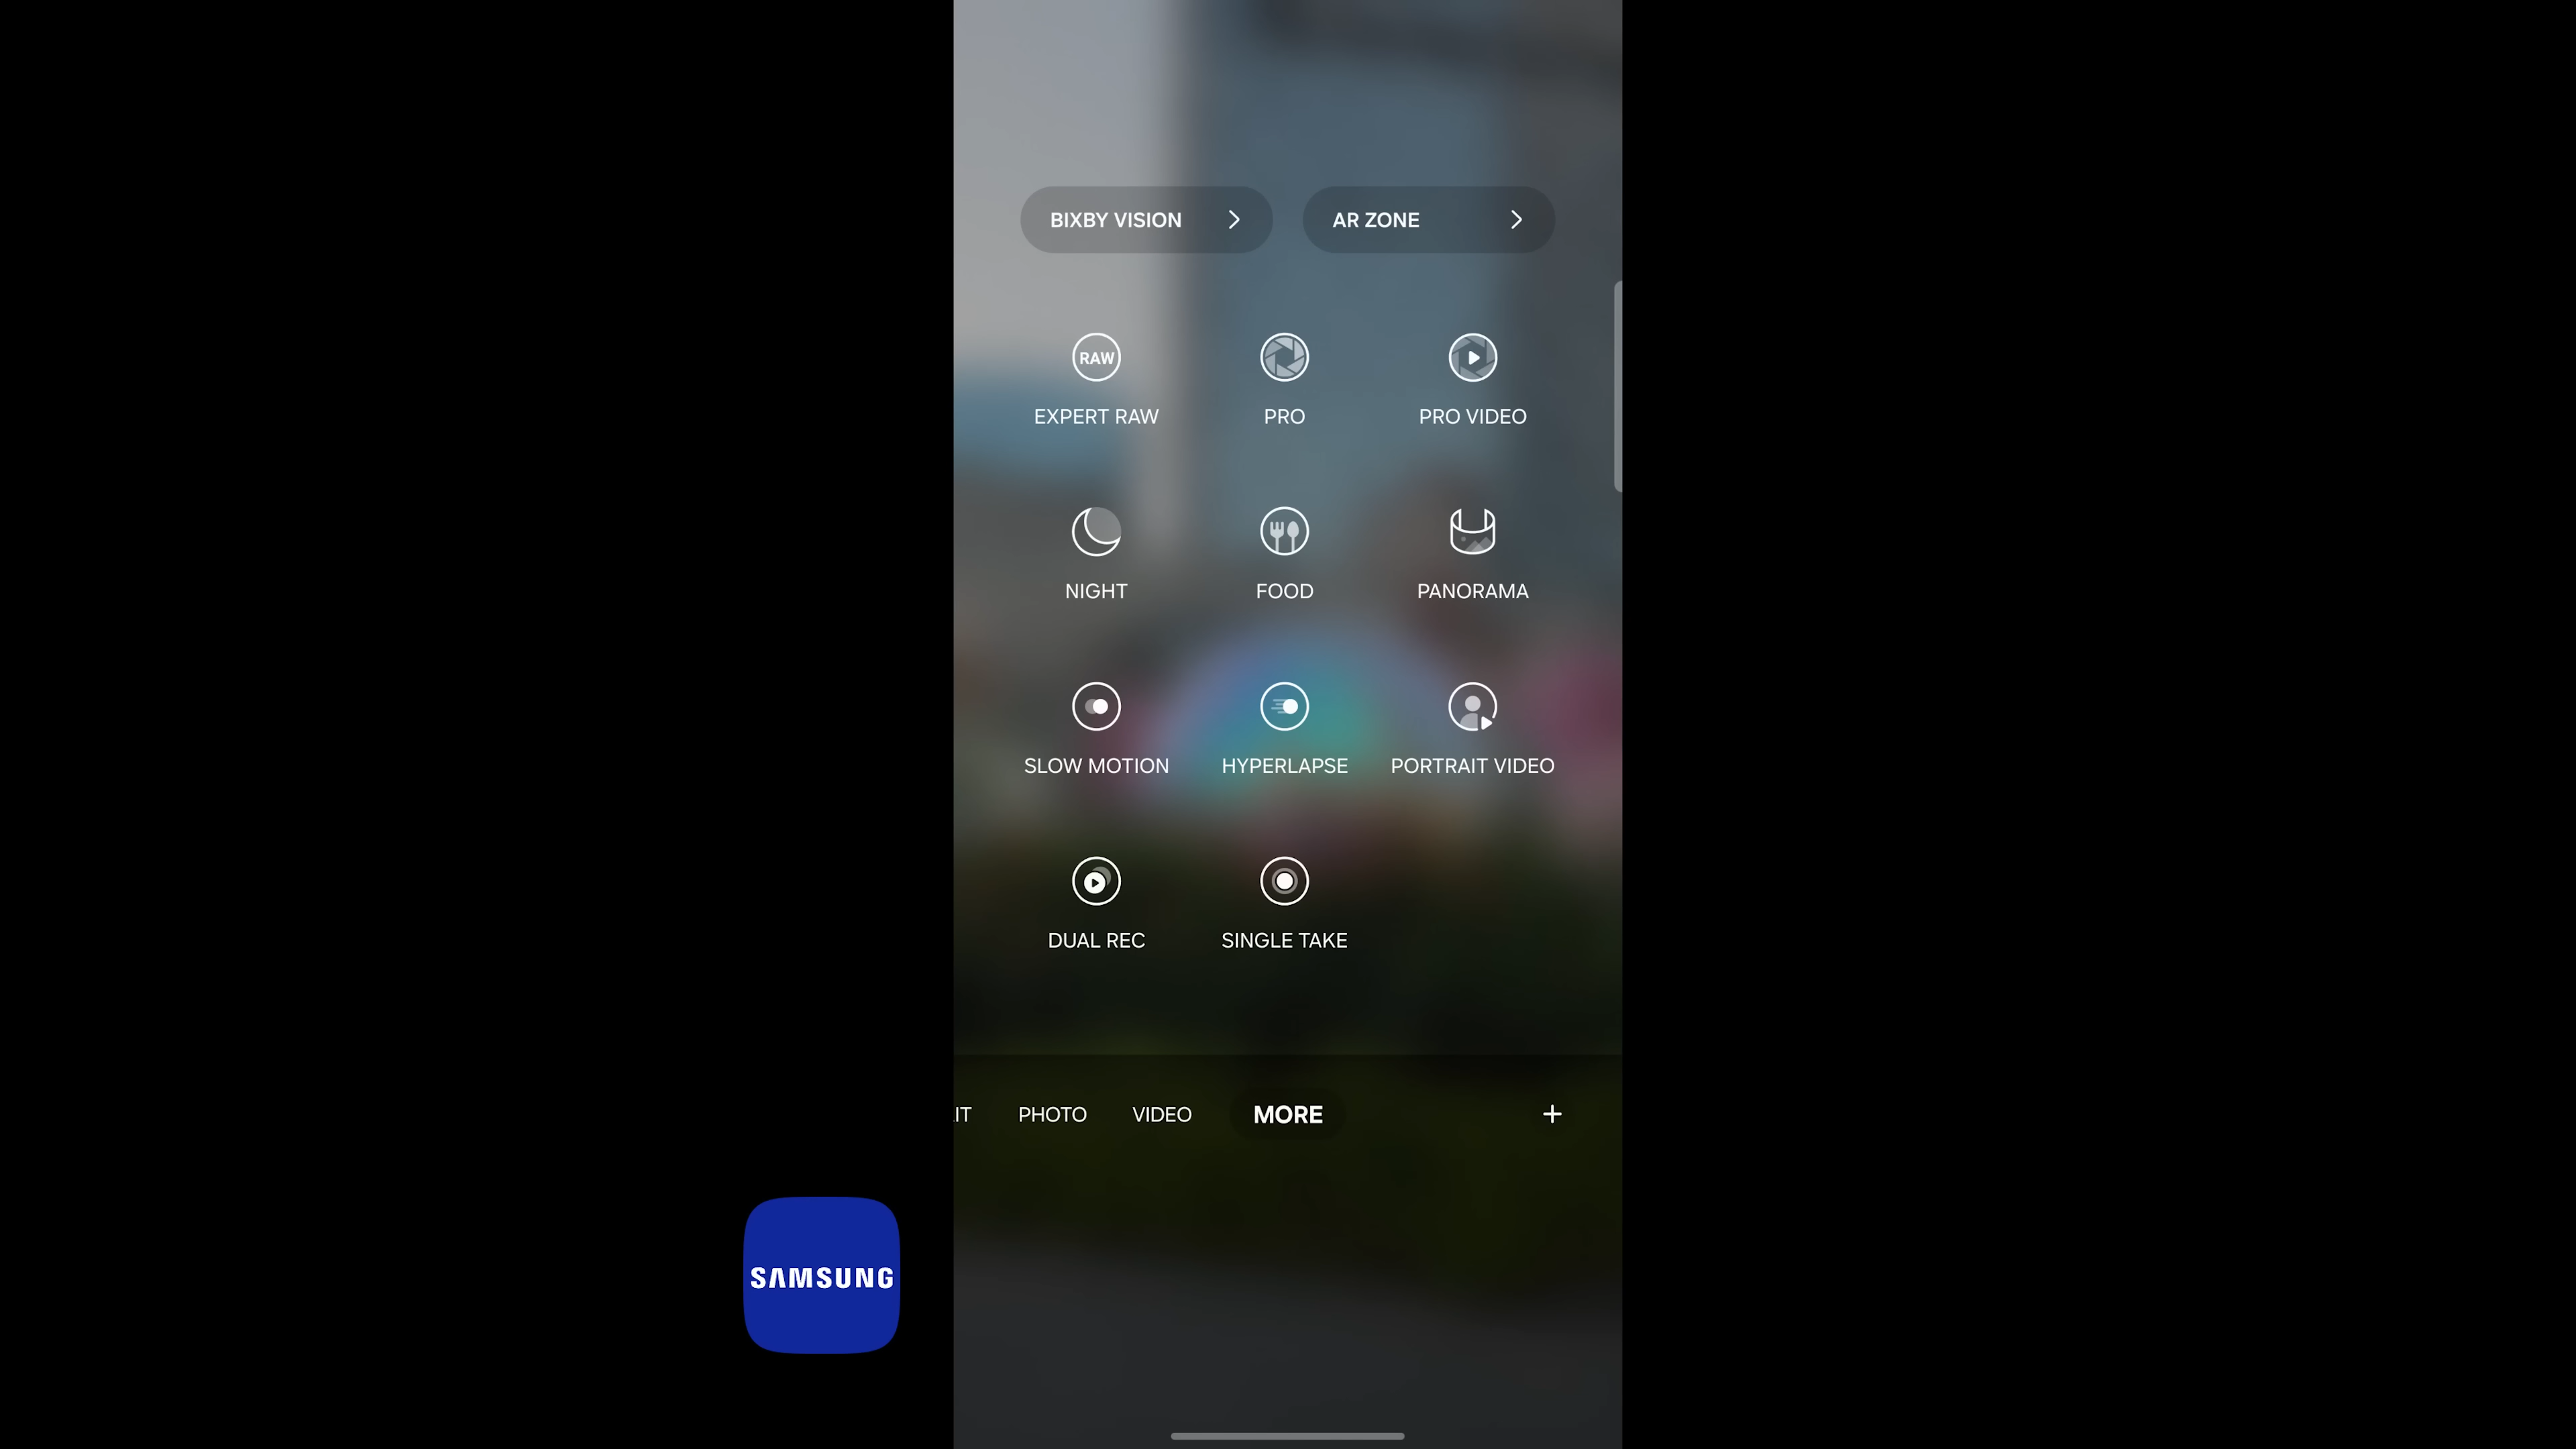 BIXBY VISION
AR ZONE
RAW
EXPERT RAW
PRO
PRO VIDEO
NIGHT
FOOD
PANORAMA
SLOW MOTION
HYPERLAPSE
PORTRAIT VIDEO
DUAL REC
SINGLE TAKE
IT PHOTO VIDEO MORE +
SAMSUNG